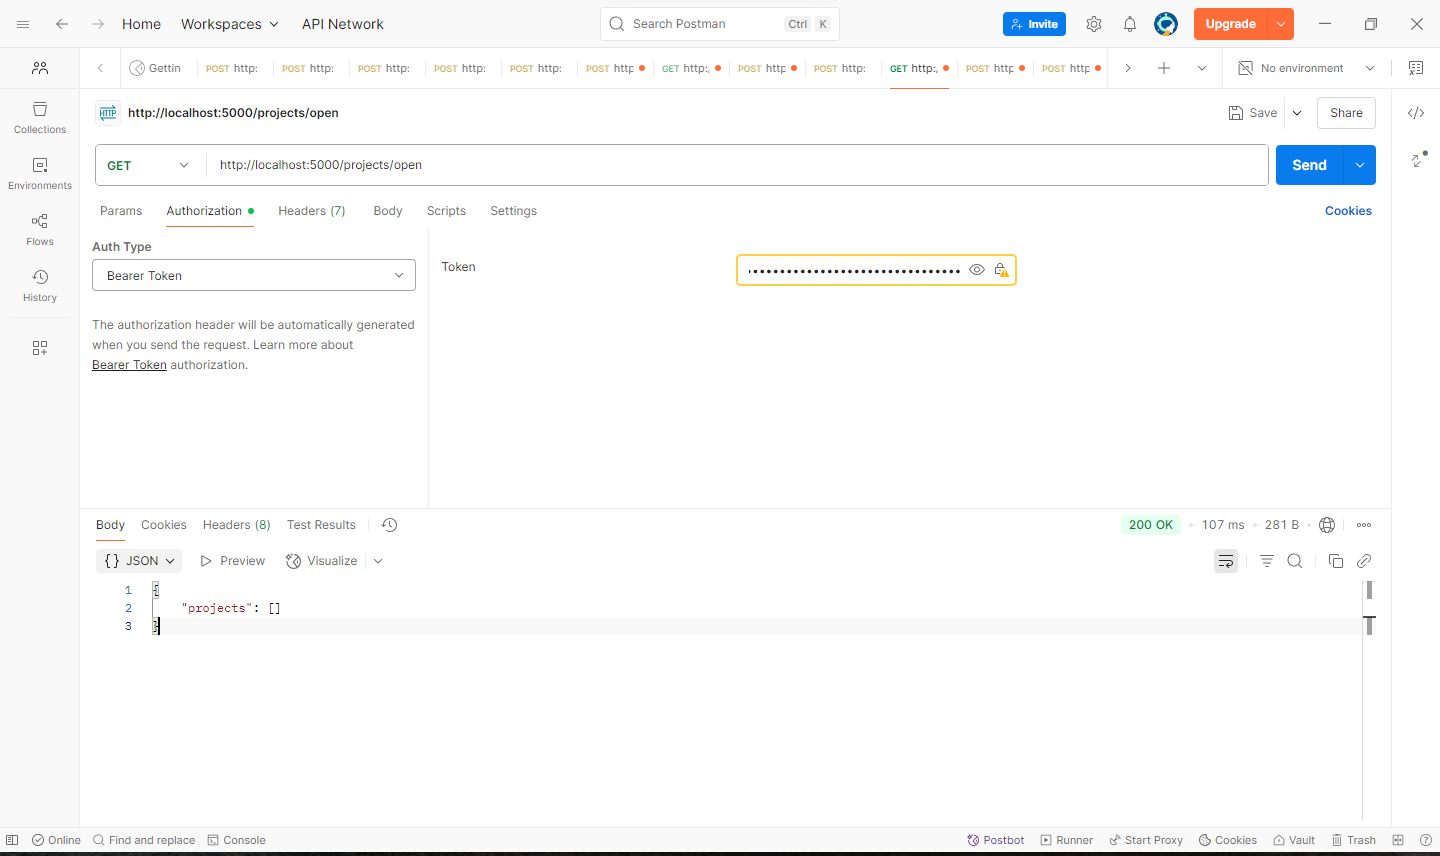 Home Workspaces API Network Search Postman Ctrl K Invite Upgrade
Gettin POST http: POST http: POST http: POST http: POST http: POST http GET http:, POST http POST http: GET http:, POST http POST http No environment
HTTP http://localhost:5000/projects/open Save Share
GET http://localhost:5000/projects/open Send
Params Authorization Headers (7) Body Scripts Settings Cookies
Collections
Environments
Flows
History
Auth Type
Bearer Token
Token
The authorization header will be automatically generated
when you send the request. Learn more about
Bearer Token authorization.
Body Cookies Headers (8) Test Results 200 OK 107 ms 281 B
{} JSON Preview Visualize
1 {
2 "projects": []
3 }
Online Find and replace Console Postbot Runner Start Proxy Cookies Vault Trash